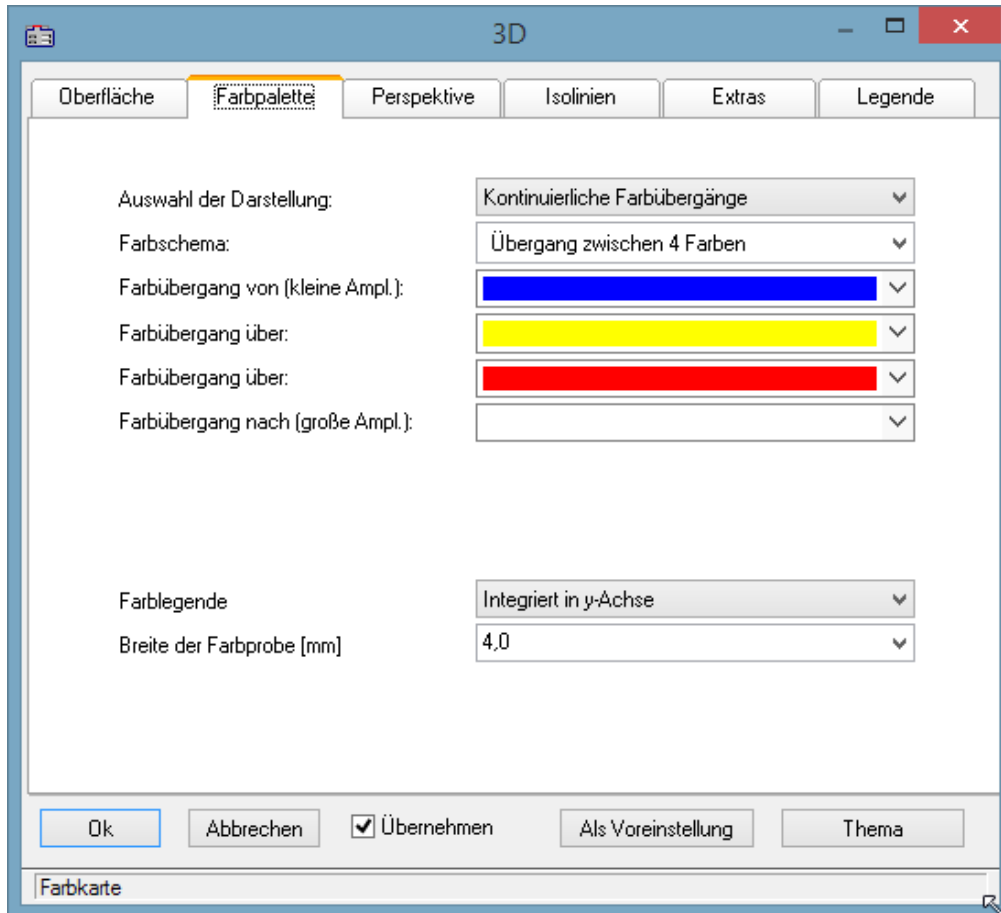 3D
Oberfläche Farbpalette Perspektive Isolinien Extras Legende
Auswahl der Darstellung: Kontinuierliche Farbübergänge
Farbschema: Übergang zwischen 4 Farben
Farbübergang von (kleine Ampl.):
Farbübergang über:
Farbübergang über:
Farbübergang nach (große Ampl.):
Farblegende Integriert in y-Achse
Breite der Farbprobe [mm] 4,0
Ok Abbrechen Übernehmen Als Voreinstellung Thema
Farbkarte